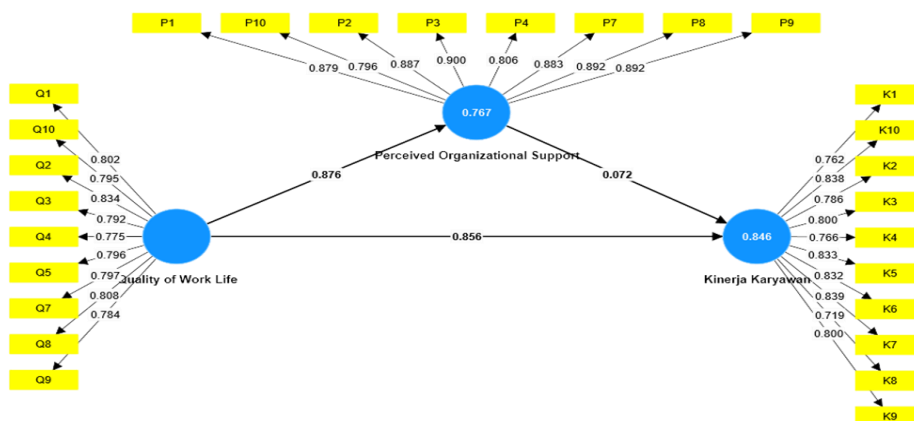 P1
P10
P2
P3
P4
P7
P8
P9
0.879
0.796
0.887
0.900
0.806
0.883
0.892
0.892
0.767
Perceived Organizational Support
Q1
Q10
Q2
Q3
Q4
Q5
Q7
Q8
Q9
0.802
0.795
0.834
0.792
0.775
0.796
0.797
0.808
0.784
Quality of Work Life
0.876
0.072
0.856
0.846
Kinerja Karyawan
0.762
0.838
0.786
0.800
0.766
0.833
0.832
0.839
0.719
0.800
K1
K10
K2
K3
K4
K5
K6
K7
K8
K9